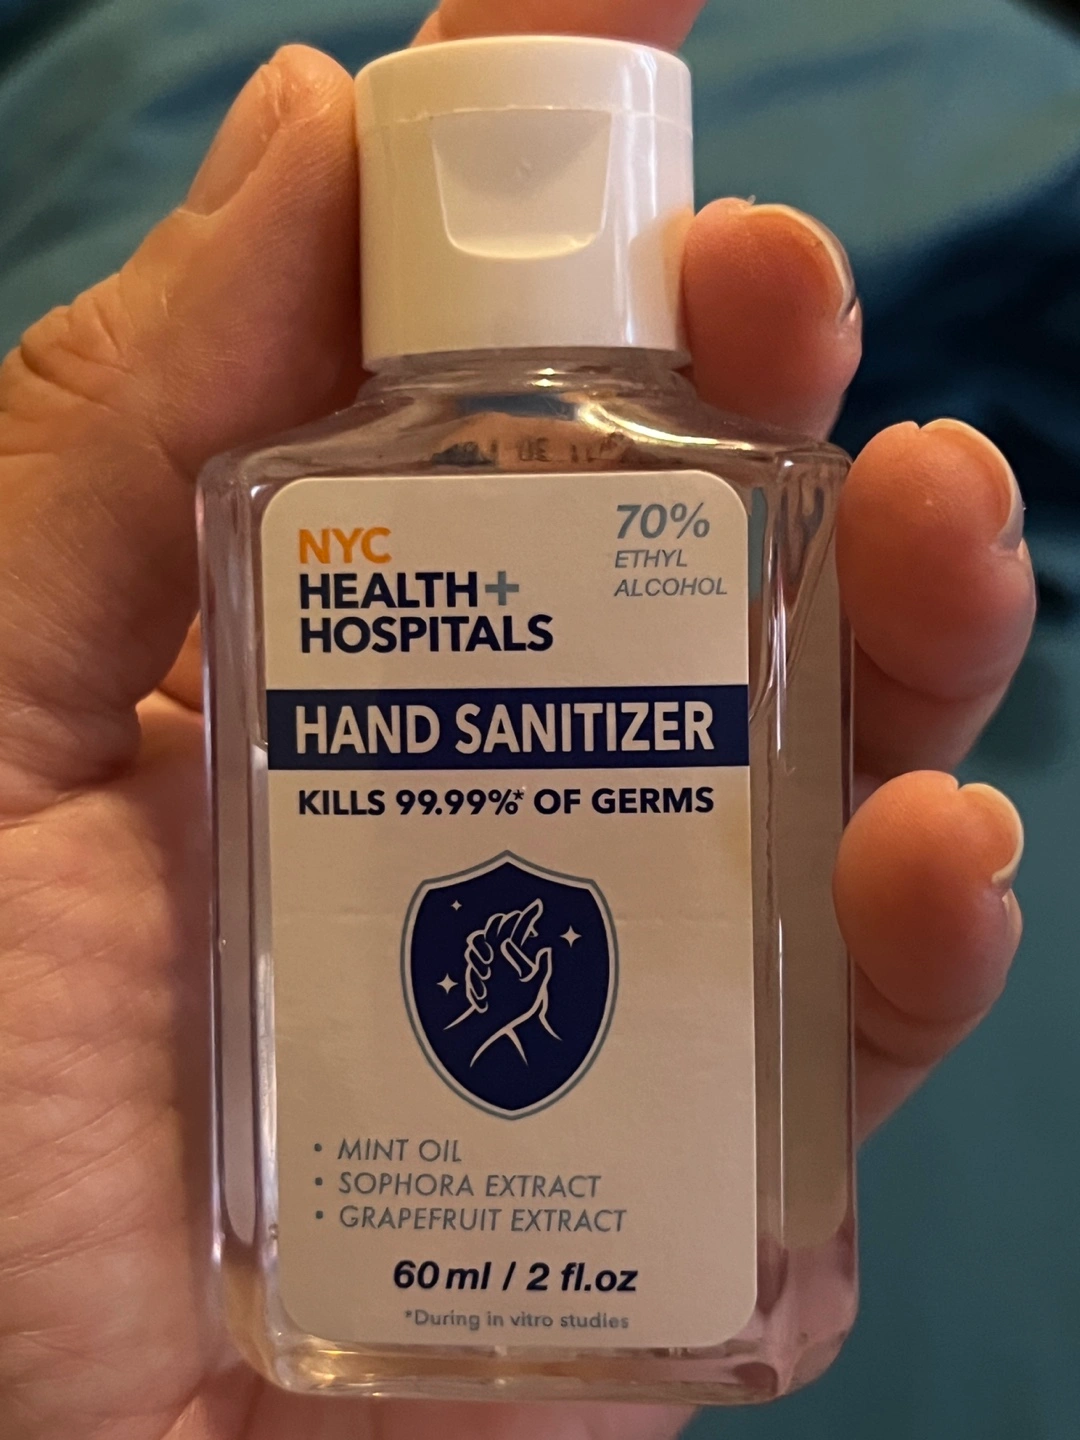 NYC
HEALTH+
HOSPITALS
70%
ETHYL
ALCOHOL
HAND SANITIZER
KILLS 99.99%* OF GERMS
• MINT OIL
• SOPHORA EXTRACT
• GRAPEFRUIT EXTRACT
60 ml / 2 fl.oz
*During in vitro studies